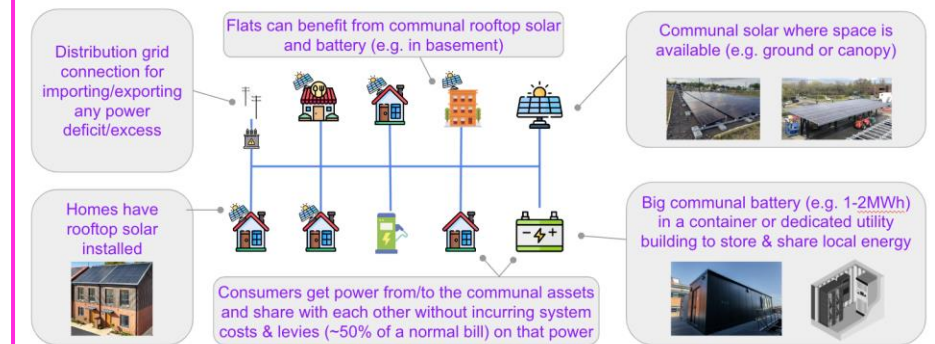 Distribution grid
connection for
importing/exporting
any power
deficit/excess
Flats can benefit from communal rooftop solar
and battery (e.g. in basement)
Communal solar where space is
available (e.g. ground or canopy)
Homes have
rooftop solar
installed
Consumers get power from/to the communal assets
and share with each other without incurring system
costs & levies (~50% of a normal bill) on that power
Big communal battery (e.g. 1-2MWh)
in a container or dedicated utility
building to store & share local energy